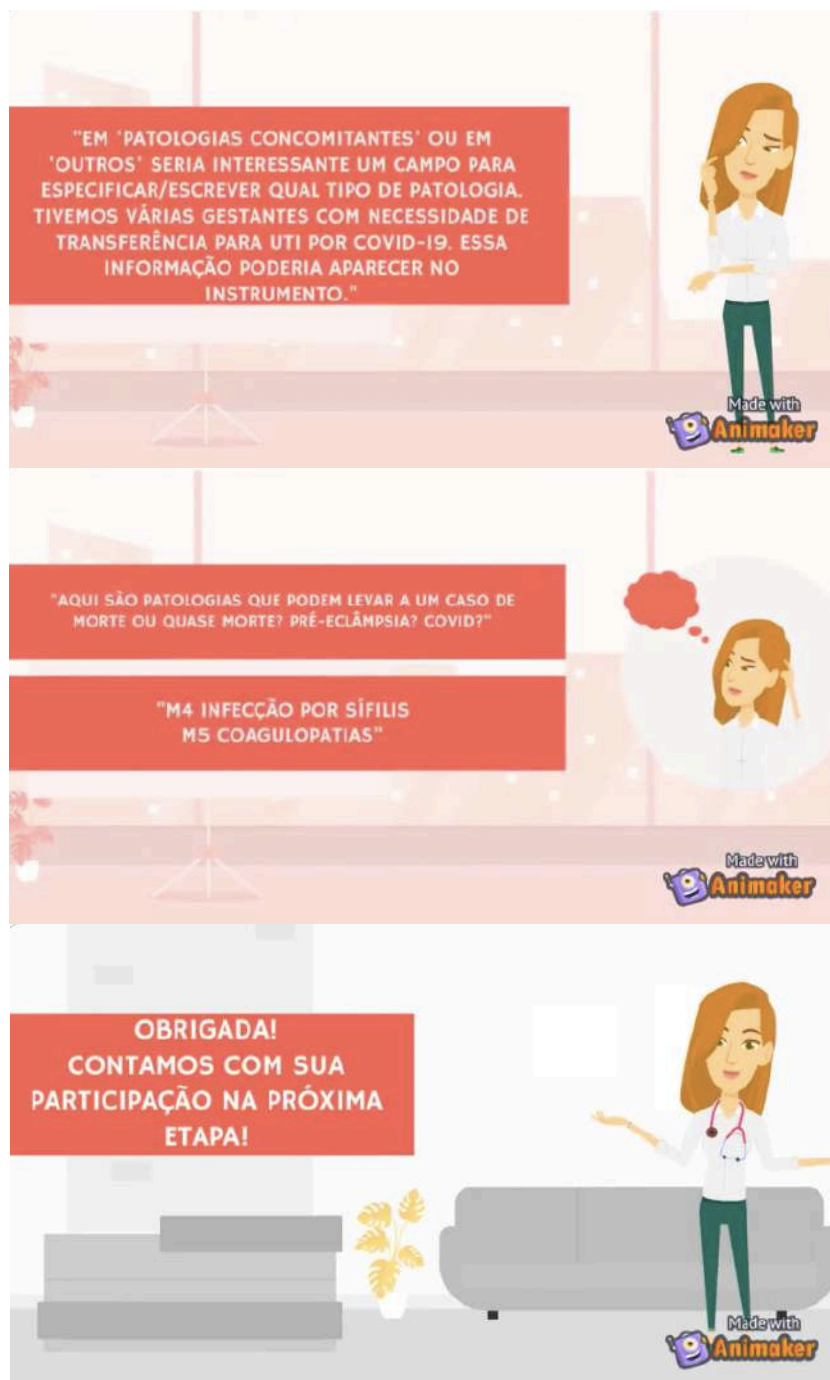 "EM 'PATOLOGIAS CONCOMITANTES' OU EM
'OUTROS' SERIA INTERESSANTE UM CAMPO PARA
ESPECIFICAR/ESCREVER QUAL TIPO DE PATOLOGIA.
TIVEMOS VÁRIAS GESTANTES COM NECESSIDADE DE
TRANSFERÊNCIA PARA UTI POR COVID-19. ESSA
INFORMAÇÃO PODERIA APARECER NO
INSTRUMENTO."
Made with
Animaker
"AQUI SÃO PATOLOGIAS QUE PODEM LEVAR A UM CASO DE
MORTE OU QUASE MORTE? PRÉ-ECLÂMPSIA? COVID?"
"M4 INFECÇÃO POR SÍFILIS
M5 COAGULOPATIAS"
Made with
Animaker
OBRIGADA!
CONTAMOS COM SUA
PARTICIPAÇÃO NA PRÓXIMA
ETAPA!
Made with
Animaker